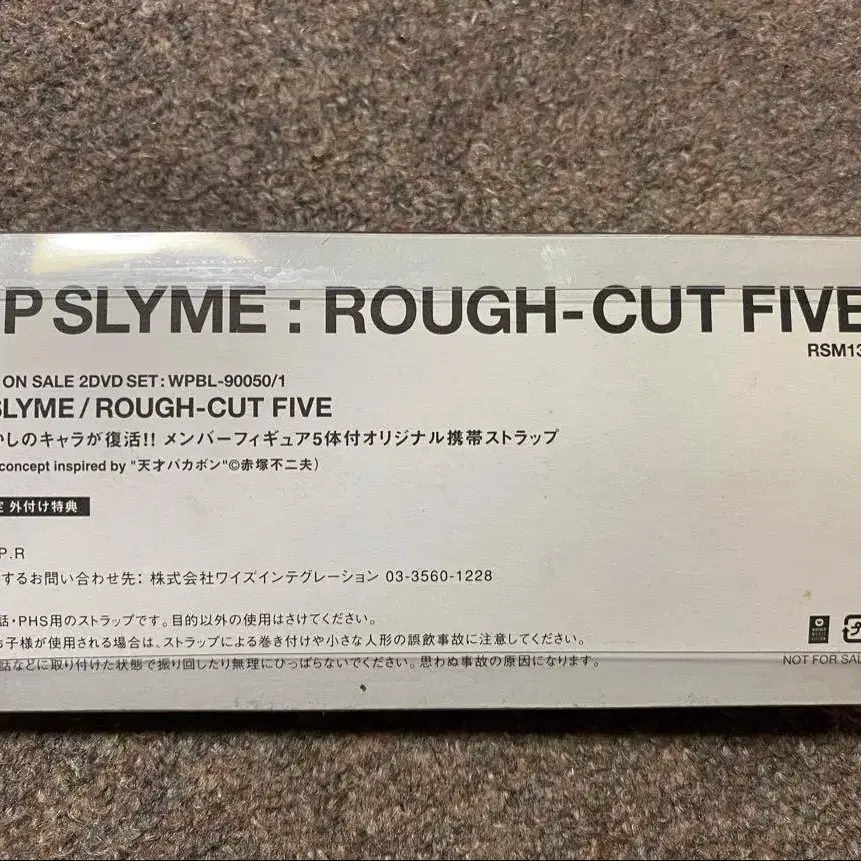 P SLYME : ROUGH-CUT FIVE
RSM13
ON SALE 2DVD SET : WPBL-90050/1
SLYME / ROUGH-CUT FIVE
かしのキャラが復活!! メンバーフィギュア5体付オリジナル携帯ストラップ
concept inspired by "天才バカボン"©赤塚不二夫)
定 外付け特典
P.R
するお問い合わせ先: 株式会社ワイズインテグレーション 03-3560-1228
話・PHS用のストラップです。目的以外の使用はさけてください。
お子様が使用される場合は、ストラップによる巻き付けや小さな人形の誤飲事故に注意してください。
話などに取り付けた状態で振り回したり無理にひっぱらないでください。思わぬ事故の原因になります。
NOT FOR SAL